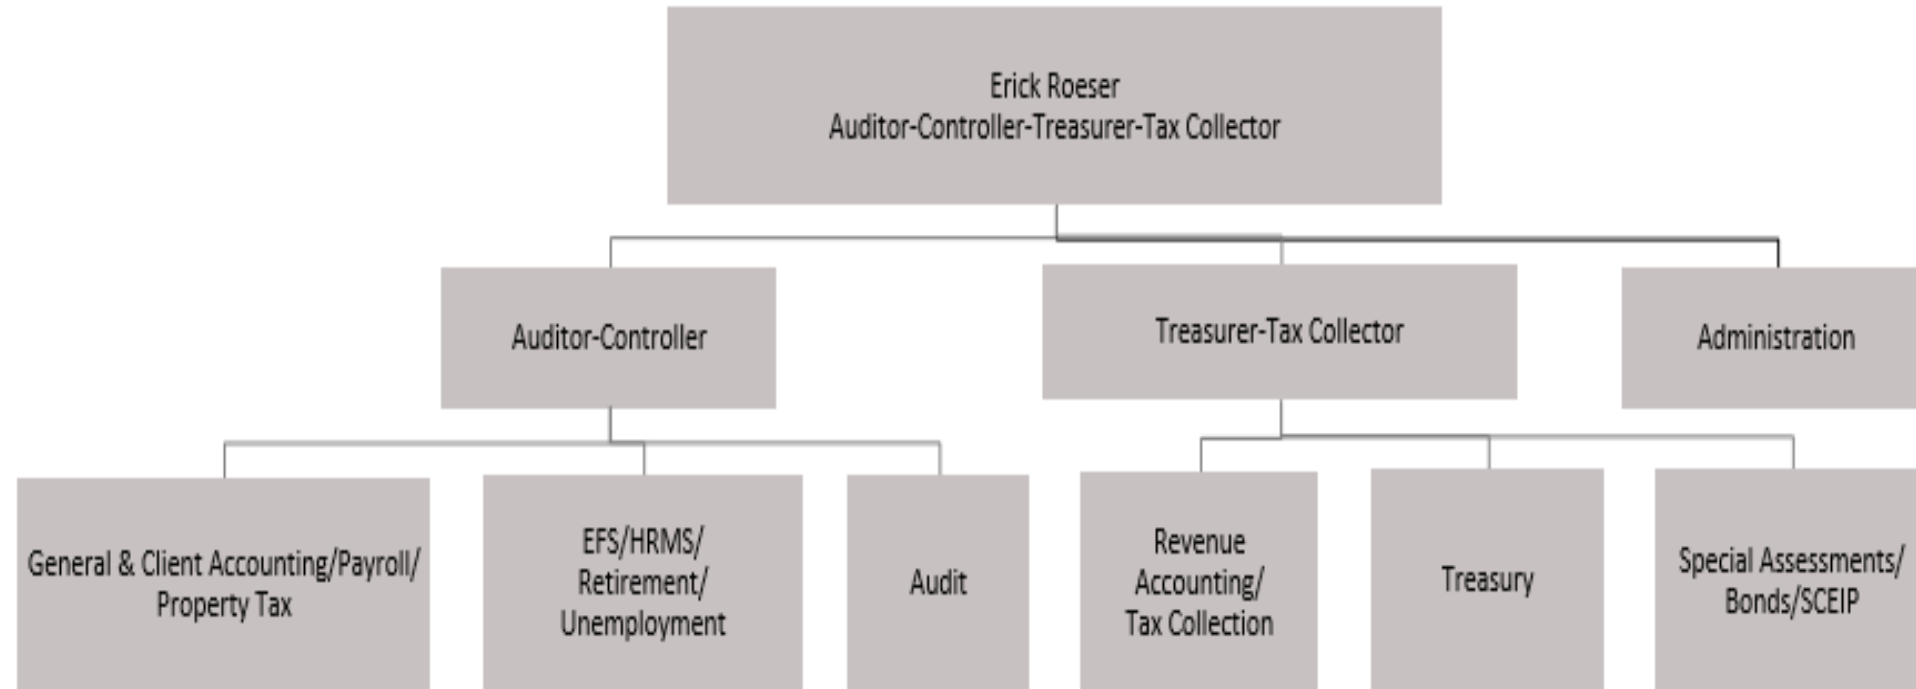 Erick Roeser
Auditor-Controller-Treasurer-Tax Collector
Auditor-Controller
Treasurer-Tax Collector
Administration
General & Client Accounting/Payroll/
Property Tax
EFS/HRMS/
Retirement/
Unemployment
Audit
Revenue
Accounting/
Tax Collection
Treasury
Special Assessments/
Bonds/SCEIP